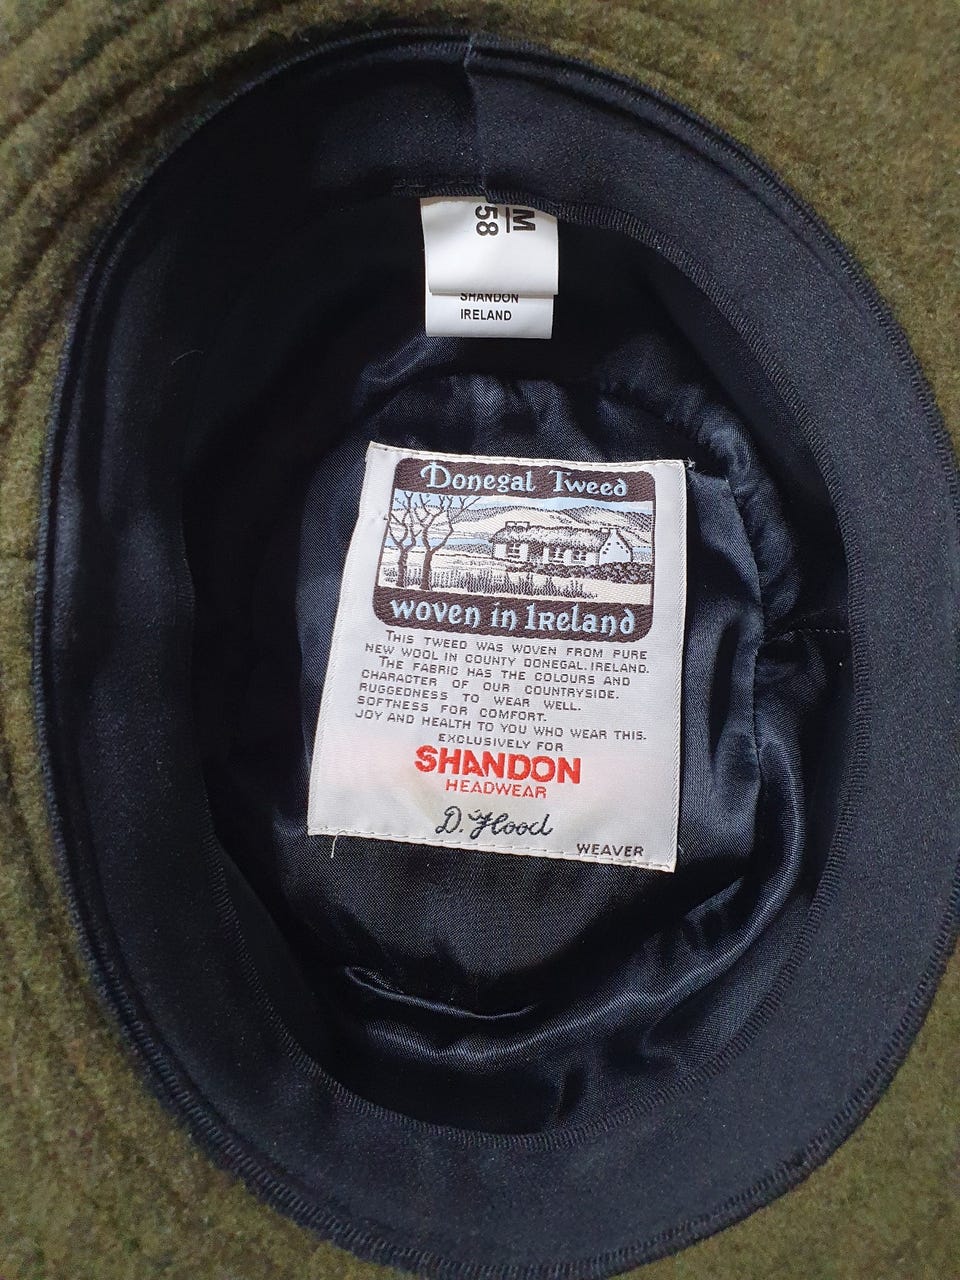 M
58
SHANDON
IRELAND
Donegal Tweed
woven in Ireland
THIS TWEED WAS WOVEN FROM PURE
NEW WOOL IN COUNTY DONEGAL. IRELAND.
THE FABRIC HAS THE COLOURS AND
CHARACTER OF OUR COUNTRYSIDE.
RUGGEDNESS TO WEAR WELL.
SOFTNESS FOR COMFORT.
JOY AND HEALTH TO YOU WHO WEAR THIS.
EXCLUSIVELY FOR
SHANDON
HEADWEAR
D. Flood
WEAVER